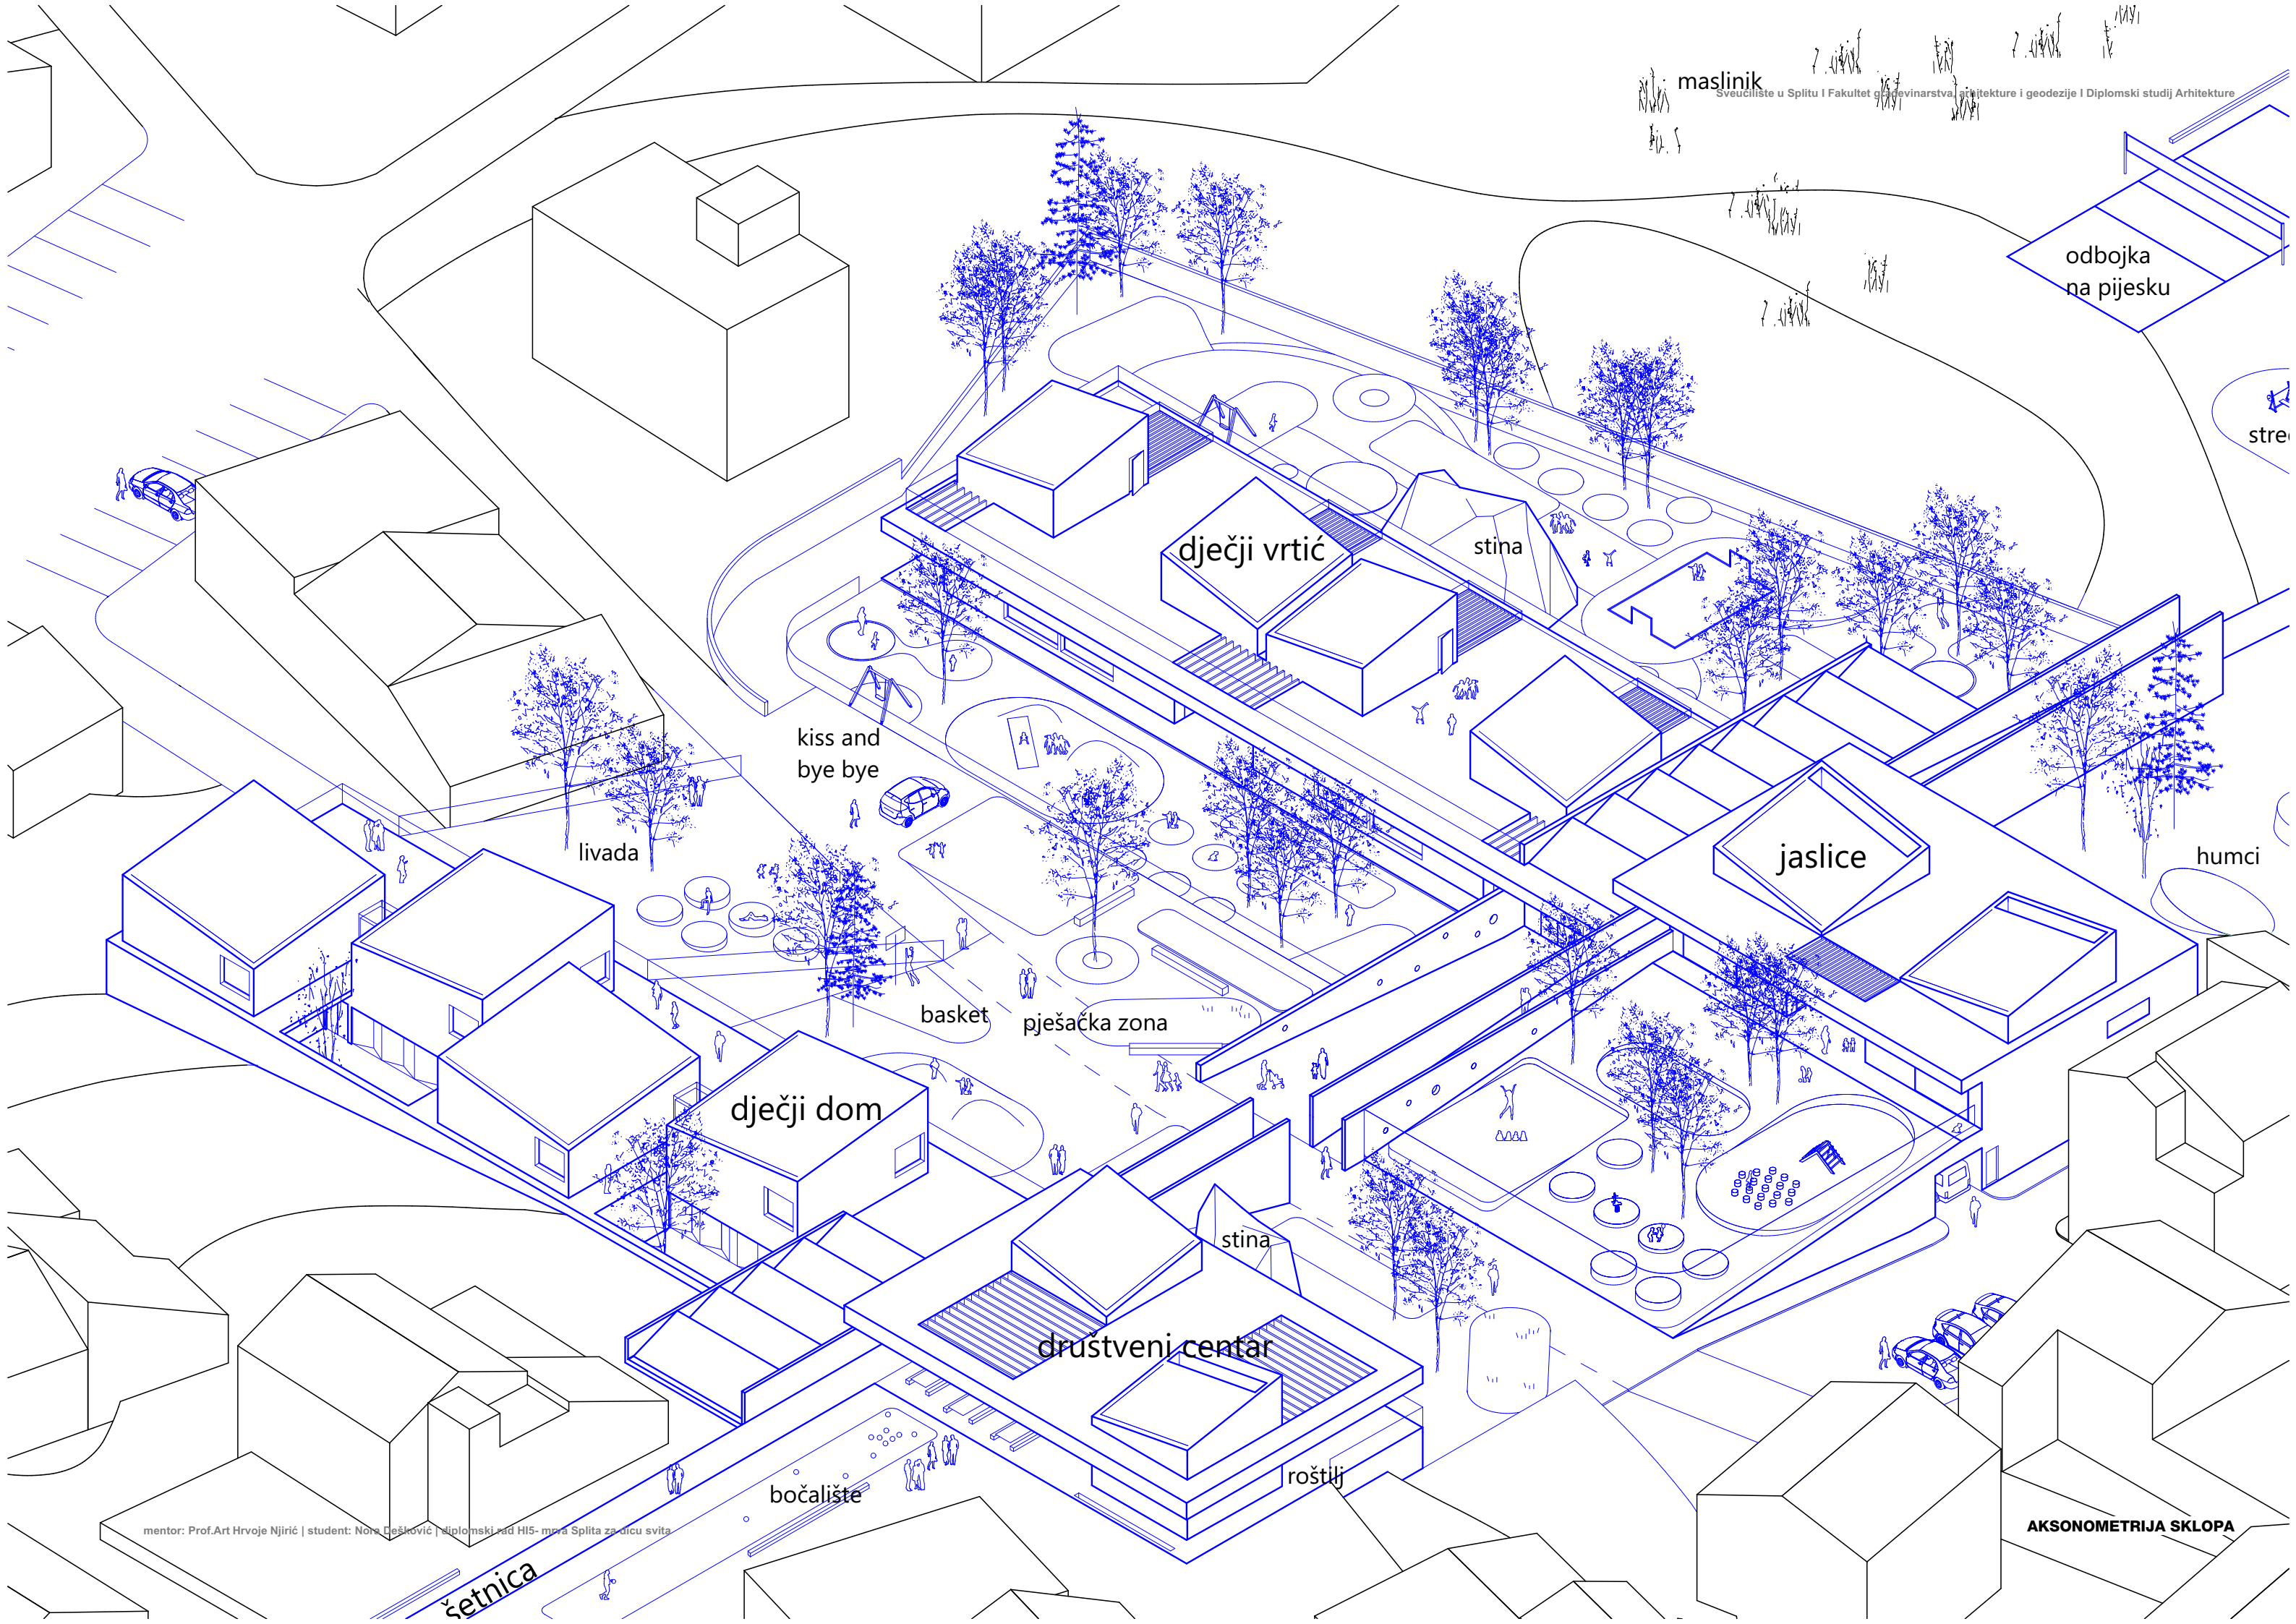 maslinik
Sveučilište u Splitu I Fakultet građevinarstva, arhitekture i geodezije I Diplomski studij Arhitekture
odbojka
na pijesku
dječji vrtić
stina
kiss and
bye bye
livada
jaslice
humci
basket
pješačka zona
dječji dom
stina
društveni centar
roštilj
bočalište
mentor: Prof.Art Hrvoje Njirić | student: Nora Dešković | diplomski rad HI5- mrva Splita za dicu svita
AKSONOMETRIJA SKLOPA
šetnica